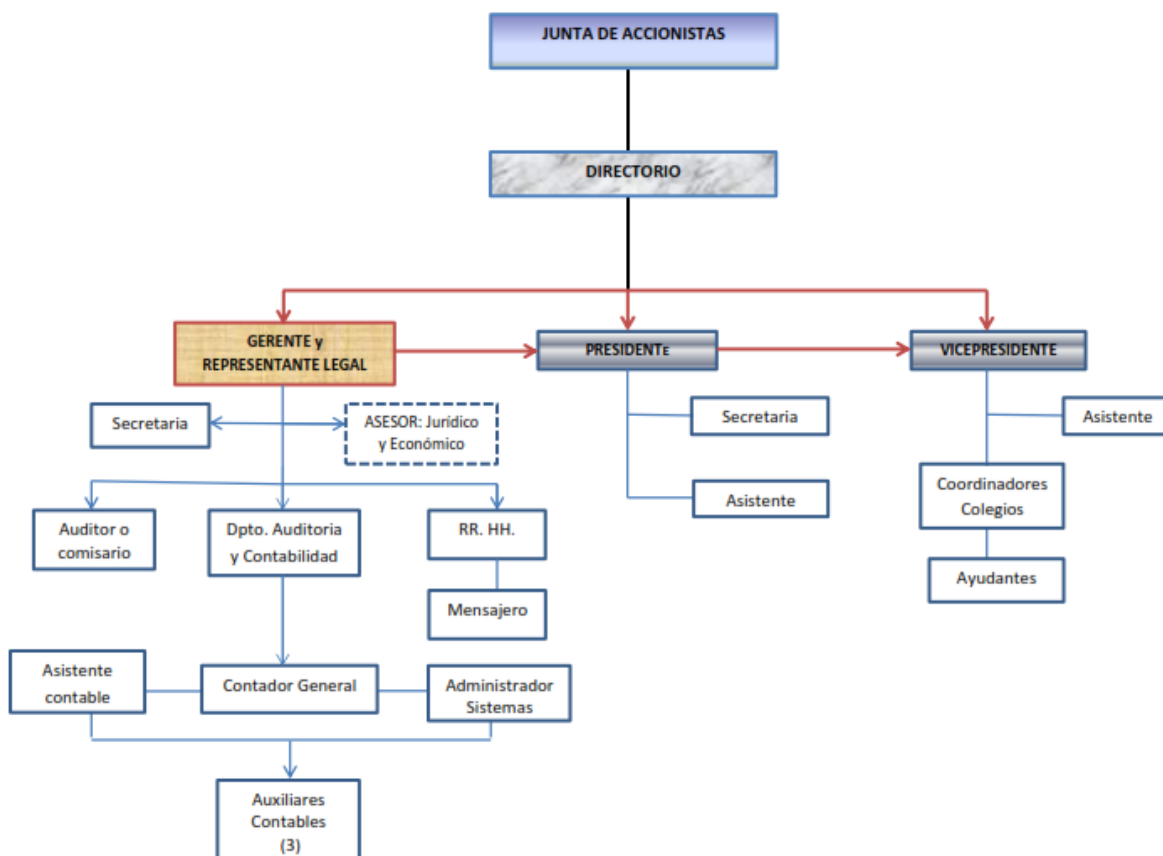 JUNTA DE ACCIONISTAS
DIRECTORIO
GERENTE y
REPRESENTANTE LEGAL
PRESIDENTE
VICEPRESIDENTE
Secretaria
ASESOR: Jurídico
y Económico
Secretaria
Asistente
Asistente
Coordinadores
Colegios
Ayudantes
Auditor o
comisario
Dpto. Auditoria
y Contabilidad
RR. HH.
Mensajero
Asistente
contable
Contador General
Administrador
Sistemas
Auxiliares
Contables
(3)